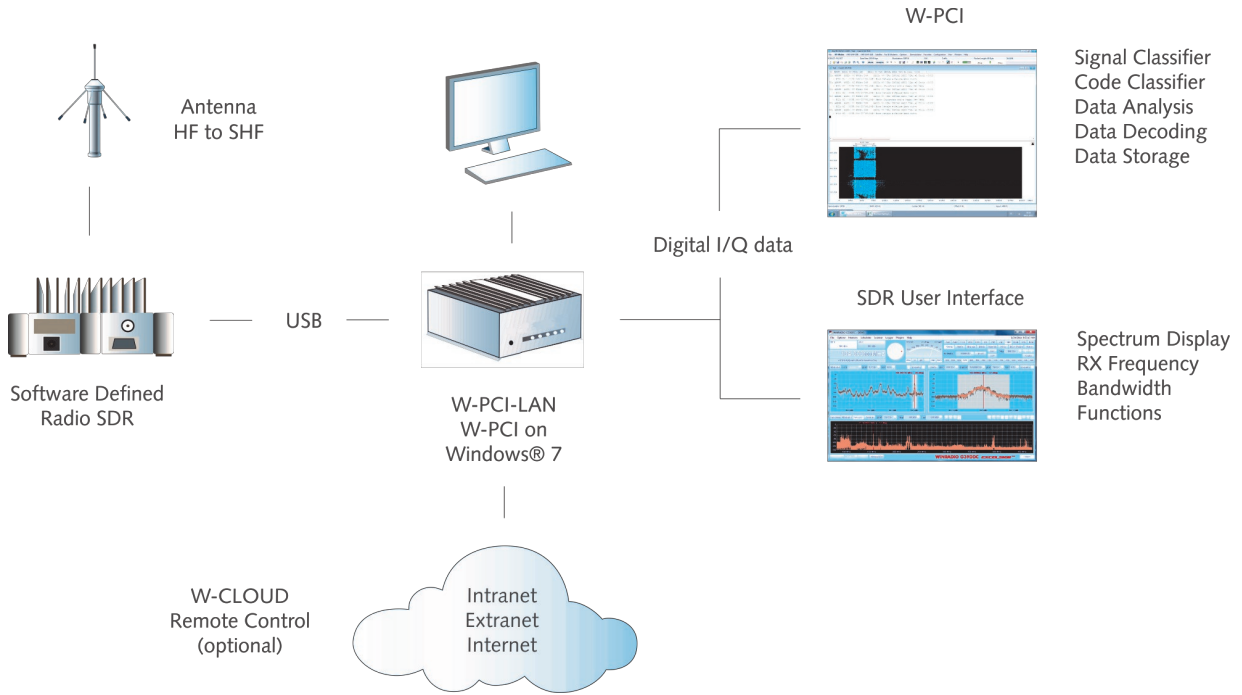 W-PCI
Antenna
HF to SHF
Signal Classifier
Code Classifier
Data Analysis
Data Decoding
Data Storage
Digital I/Q data
USB
SDR User Interface
Software Defined
Radio SDR
W-PCI-LAN
W-PCI on
Windows® 7
Spectrum Display
RX Frequency
Bandwidth
Functions
W-CLOUD
Remote Control
(optional)
Intranet
Extranet
Internet